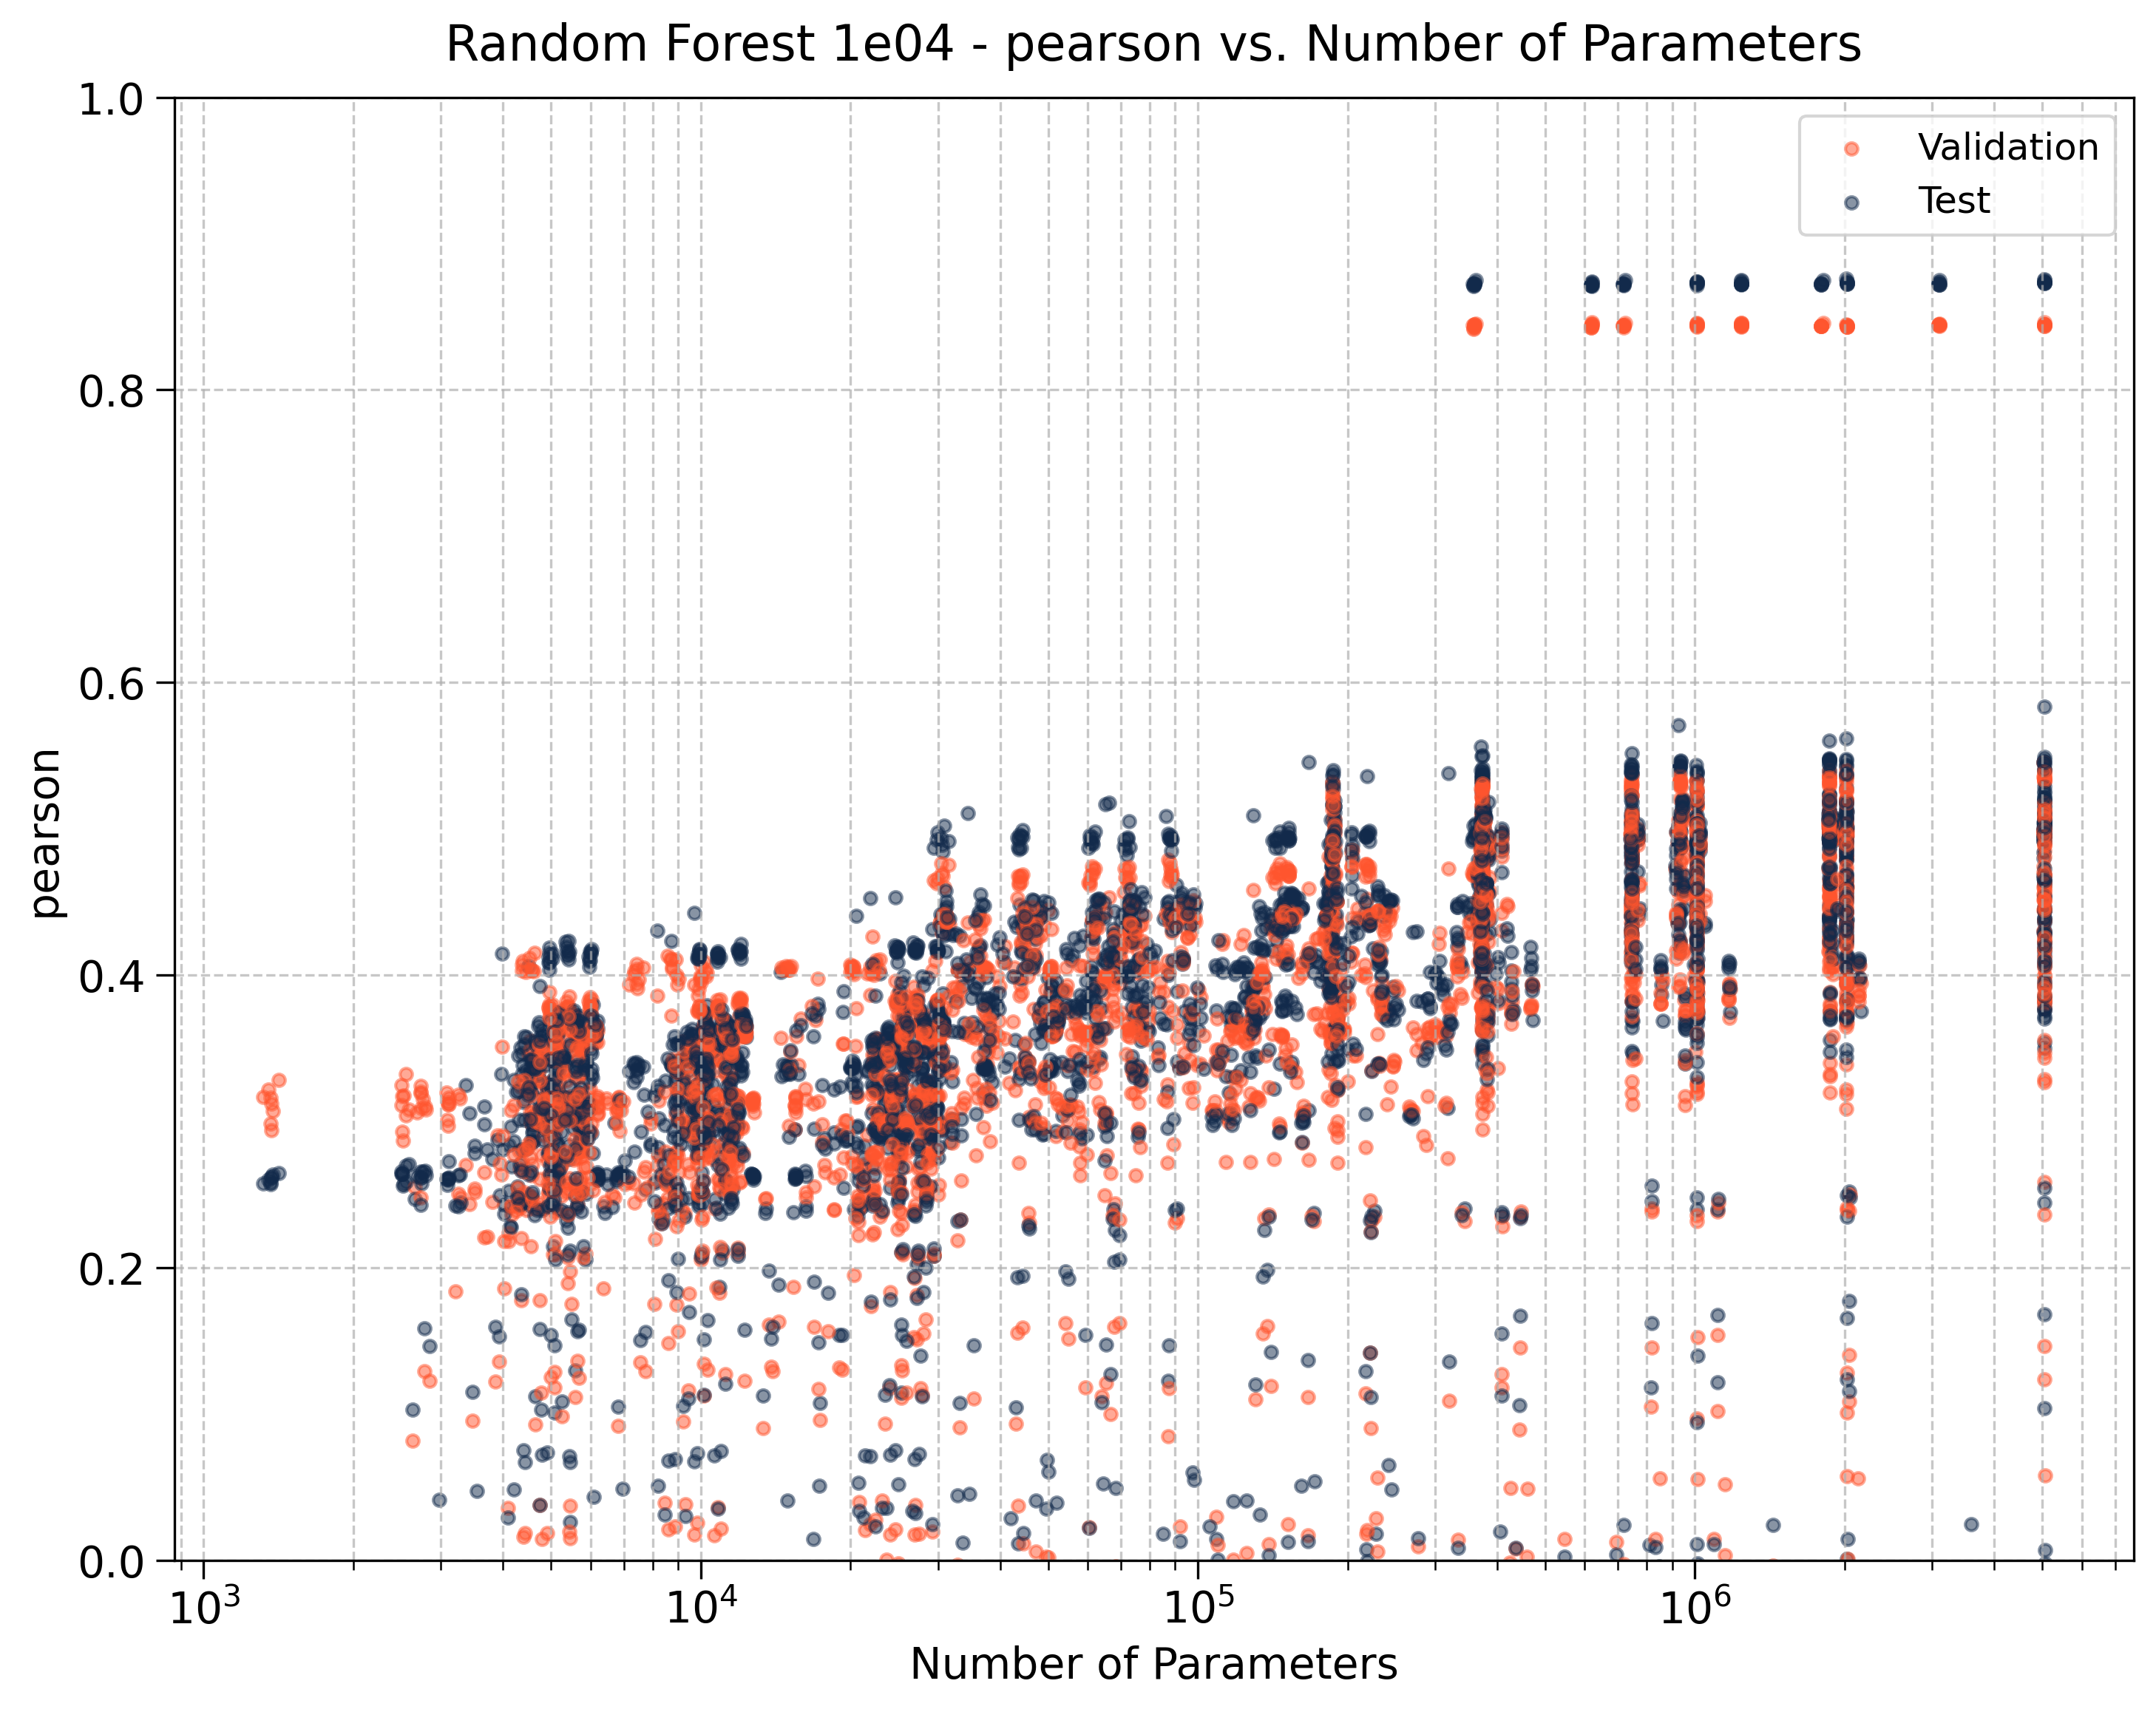 Random Forest 1e04 - pearson vs. Number of Parameters
Validation
Test
pearson
1.0
0.8
0.6
0.4
0.2
0.0
10³
10⁴
10⁵
10⁶
Number of Parameters